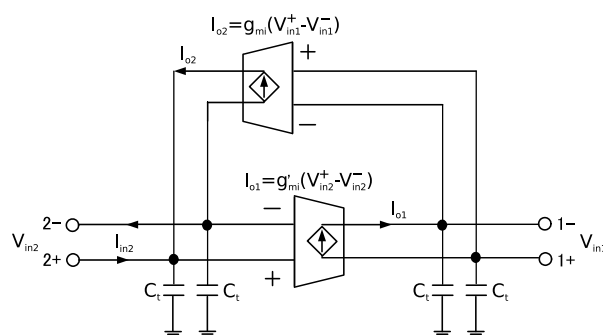 I_o2=g_mi(V_in1^+-V_in1^-)
I_o2
+
−
I_o1=g'_mi(V_in2^+-V_in2^-)
I_o1
2-
−
1-
V_in2
I_in2
V_in1
2+
+
1+
C_t
C_t
C_t
C_t